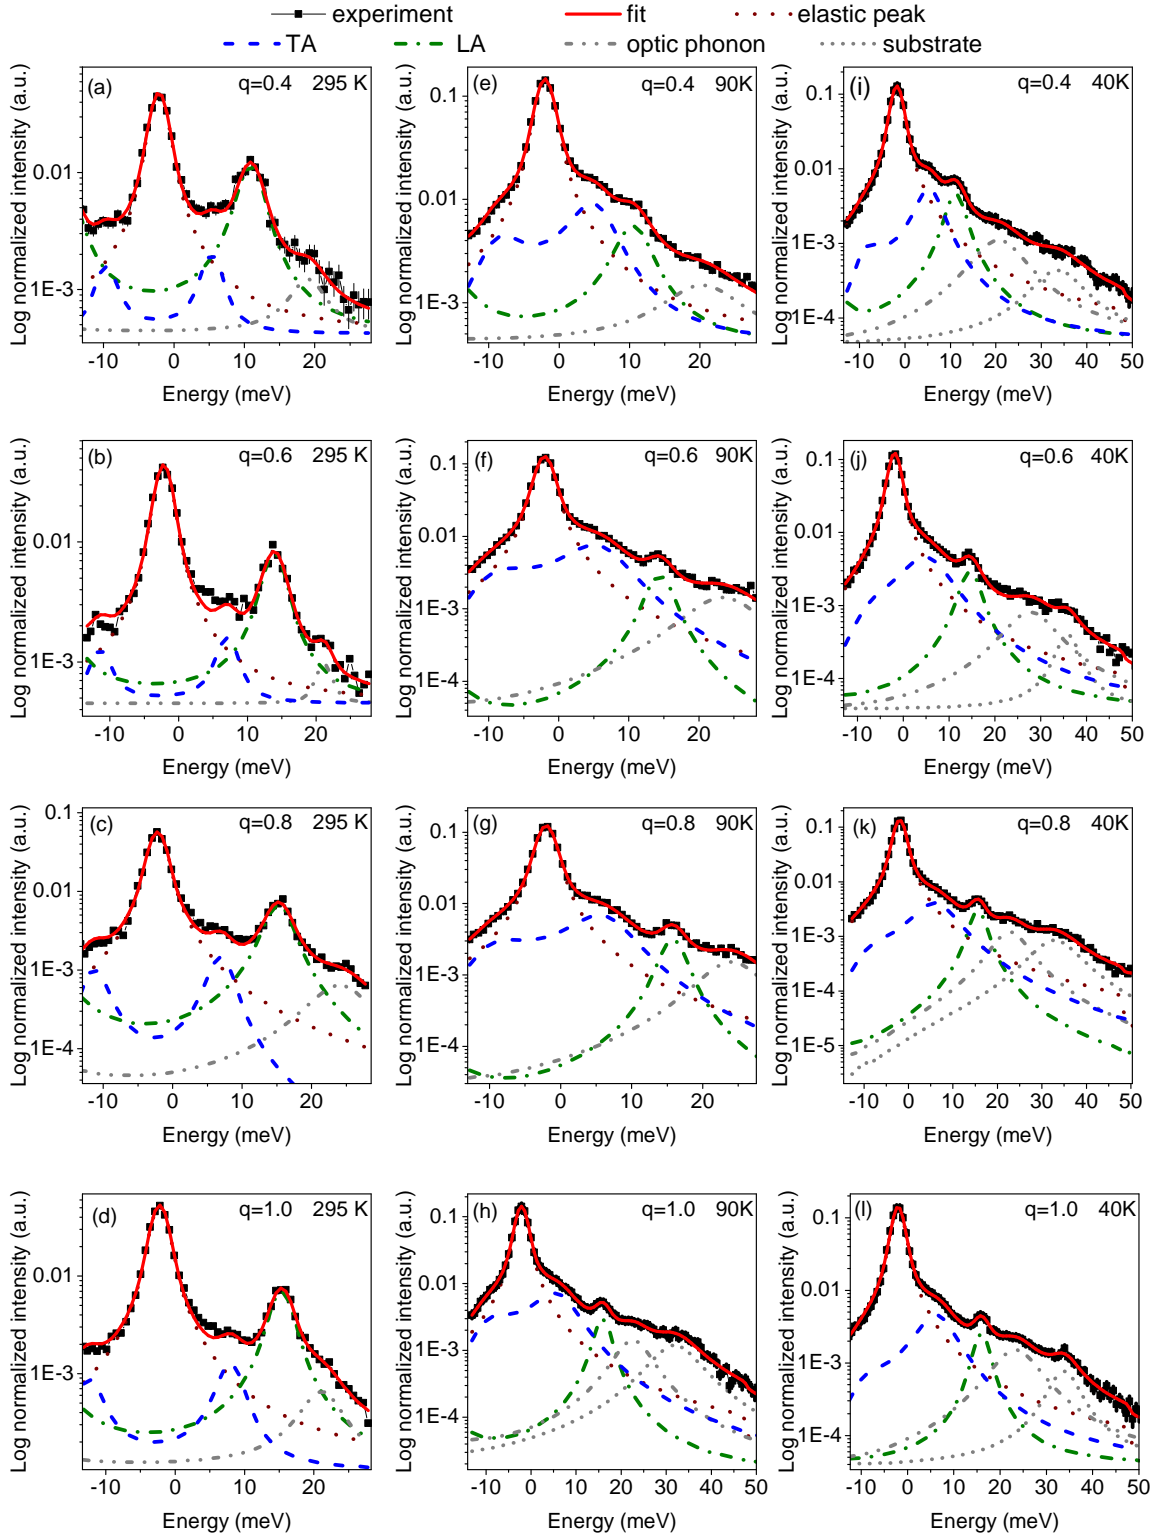 experiment fit elastic peak
TA LA optic phonon substrate
(a) q=0.4 295 K
Log normalized intensity (a.u.)
0.01
1E-3
-10 0 10 20
Energy (meV)
(e) q=0.4 90K
Log normalized intensity (a.u.)
0.1
0.01
1E-3
-10 0 10 20
Energy (meV)
(i) q=0.4 40K
Log normalized intensity (a.u.)
0.1
0.01
1E-3
1E-4
-10 0 10 20 30 40 50
Energy (meV)
(b) q=0.6 295 K
Log normalized intensity (a.u.)
0.01
1E-3
-10 0 10 20
Energy (meV)
(f) q=0.6 90K
Log normalized intensity (a.u.)
0.1
0.01
1E-3
1E-4
-10 0 10 20
Energy (meV)
(j) q=0.6 40K
Log normalized intensity (a.u.)
0.1
0.01
1E-3
1E-4
-10 0 10 20 30 40 50
Energy (meV)
(c) q=0.8 295 K
Log normalized intensity (a.u.)
0.1
0.01
1E-3
1E-4
-10 0 10 20
Energy (meV)
(g) q=0.8 90K
Log normalized intensity (a.u.)
0.1
0.01
1E-3
1E-4
-10 0 10 20
Energy (meV)
(k) q=0.8 40K
Log normalized intensity (a.u.)
0.1
0.01
1E-3
1E-4
1E-5
-10 0 10 20 30 40 50
Energy (meV)
(d) q=1.0 295 K
Log normalized intensity (a.u.)
0.01
1E-3
-10 0 10 20
Energy (meV)
(h) q=1.0 90K
Log normalized intensity (a.u.)
0.1
0.01
1E-3
1E-4
-10 0 10 20 30 40 50
Energy (meV)
(l) q=1.0 40K
Log normalized intensity (a.u.)
0.1
0.01
1E-3
1E-4
-10 0 10 20 30 40 50
Energy (meV)